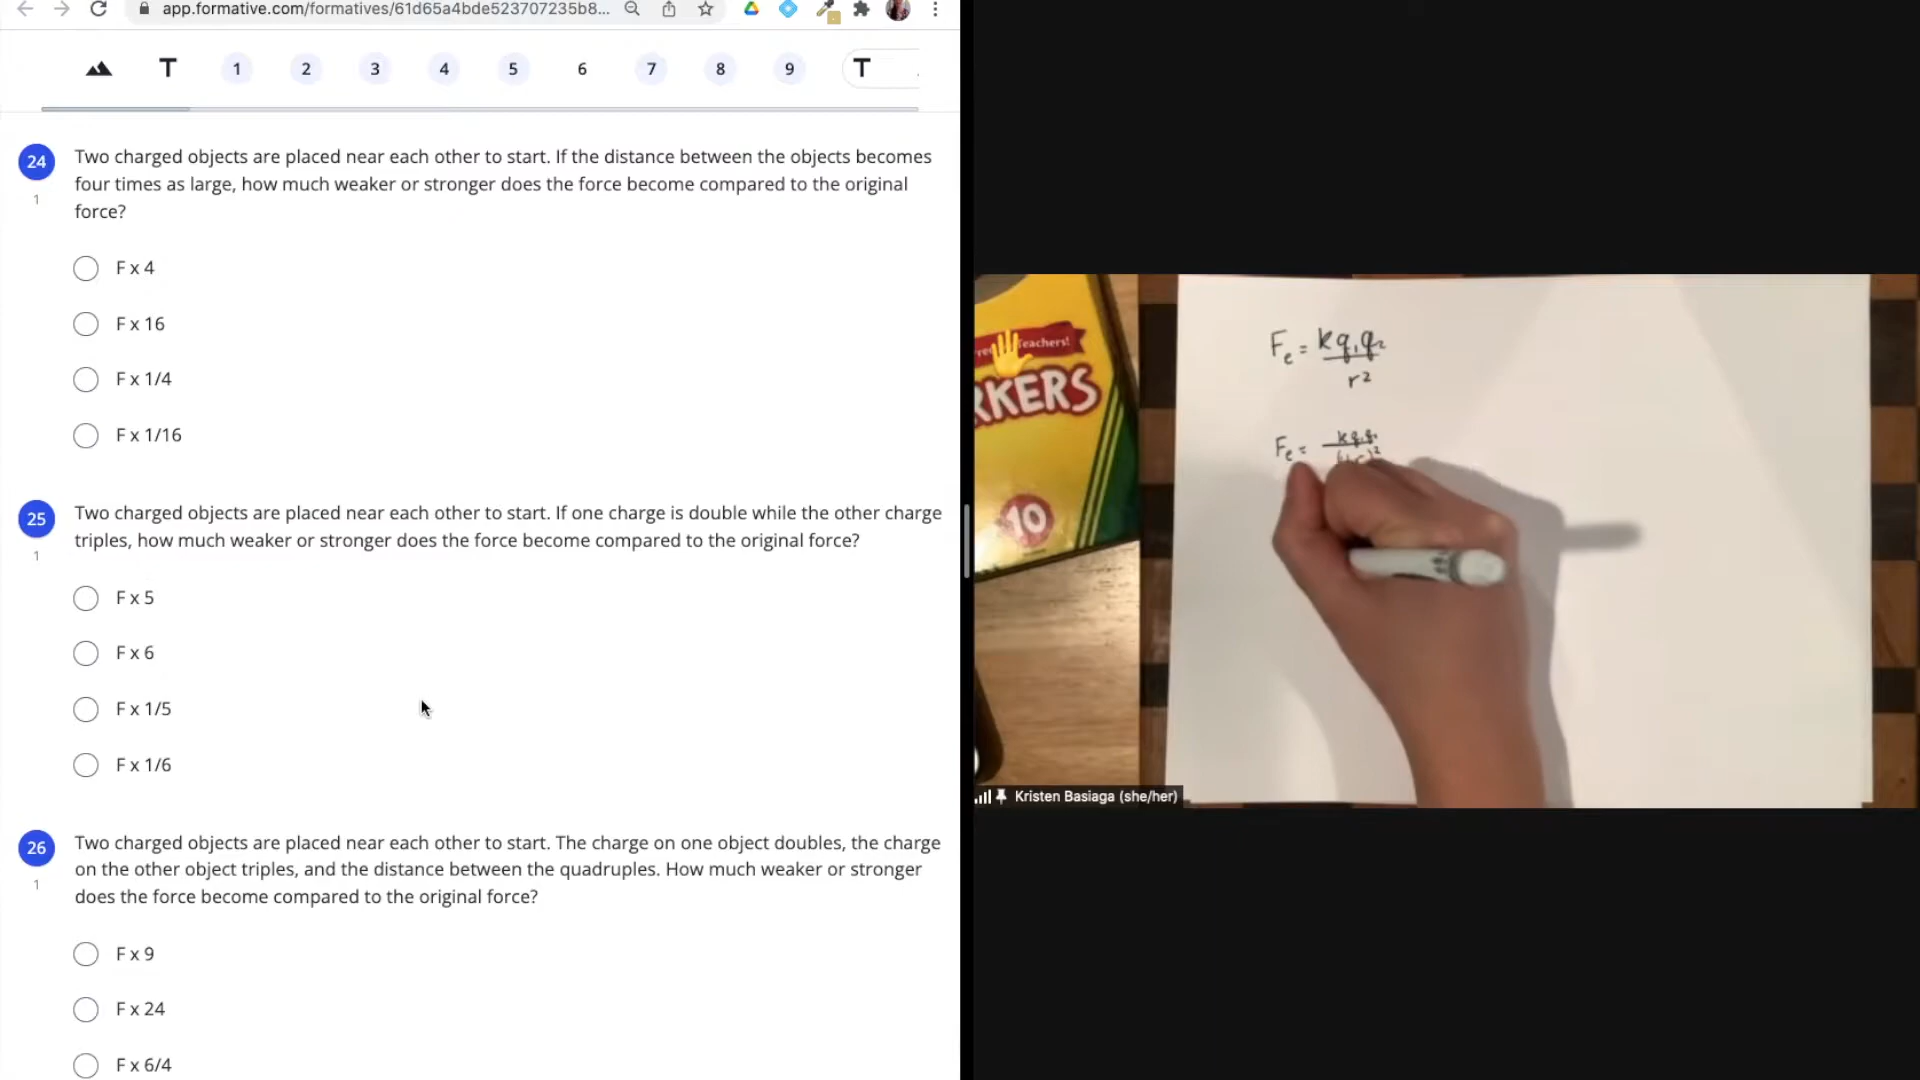 app.formative.com/formatives/61d65a4bde523707235b8...
T 1 2 3 4 5 6 7 8 9 T
24 Two charged objects are placed near each other to start. If the distance between the objects becomes
four times as large, how much weaker or stronger does the force become compared to the original
1
force?
F x 4
F x 16
F x 1/4
F x 1/16
25 Two charged objects are placed near each other to start. If one charge is double while the other charge
triples, how much weaker or stronger does the force become compared to the original force?
1
F x 5
F x 6
F x 1/5
F x 1/6
26 Two charged objects are placed near each other to start. The charge on one object doubles, the charge
on the other object triples, and the distance between the quadruples. How much weaker or stronger
1
does the force become compared to the original force?
F x 9
F x 24
F x 6/4
Teachers!
RKERS
10
Fe = kq1q2
r²
Fe = kq1q2
Kristen Basiaga (she/her)